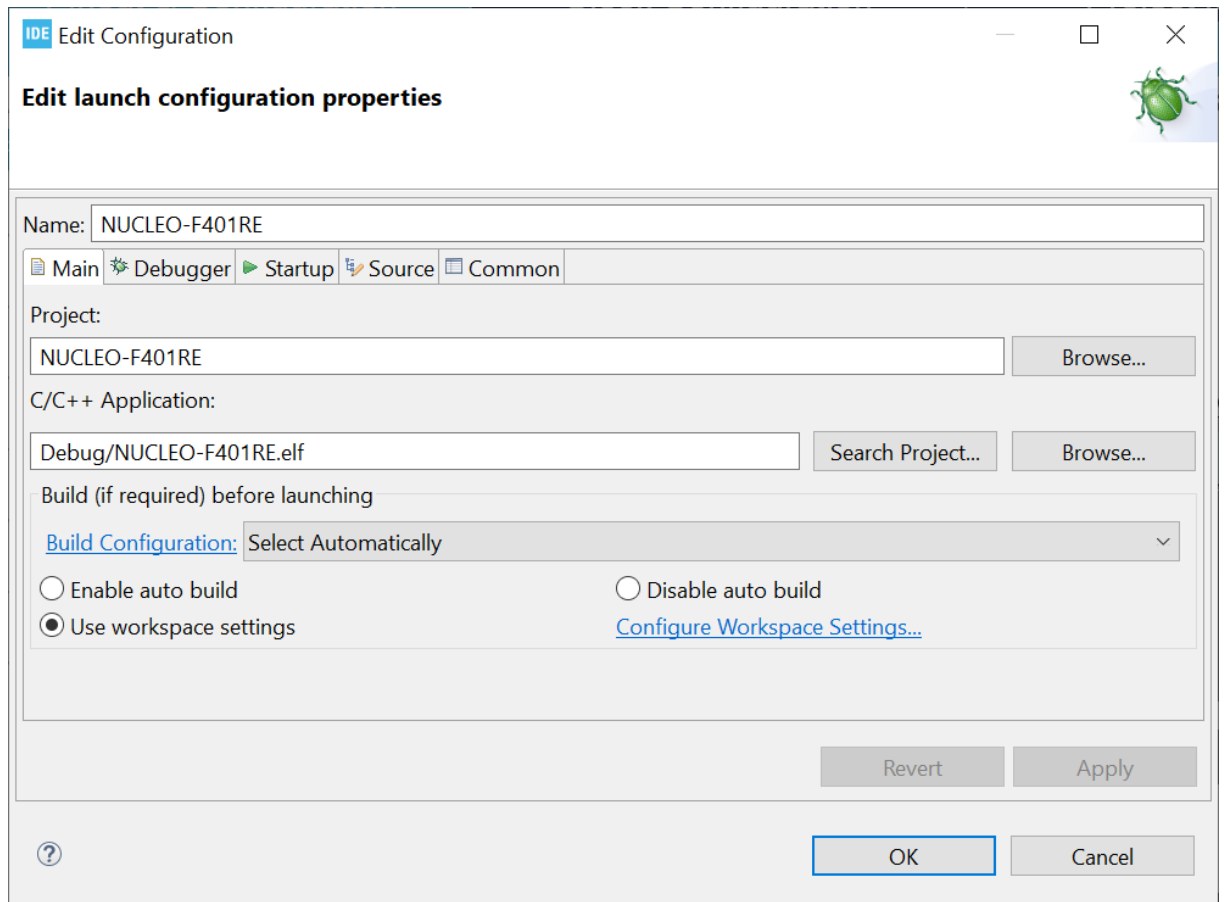 IDE Edit Configuration
Edit launch configuration properties
Name: NUCLEO-F401RE
Main Debugger Startup Source Common
Project:
NUCLEO-F401RE Browse...
C/C++ Application:
Debug/NUCLEO-F401RE.elf Search Project... Browse...
Build (if required) before launching
Build Configuration: Select Automatically
Enable auto build Disable auto build
Use workspace settings Configure Workspace Settings...
Revert Apply
? OK Cancel